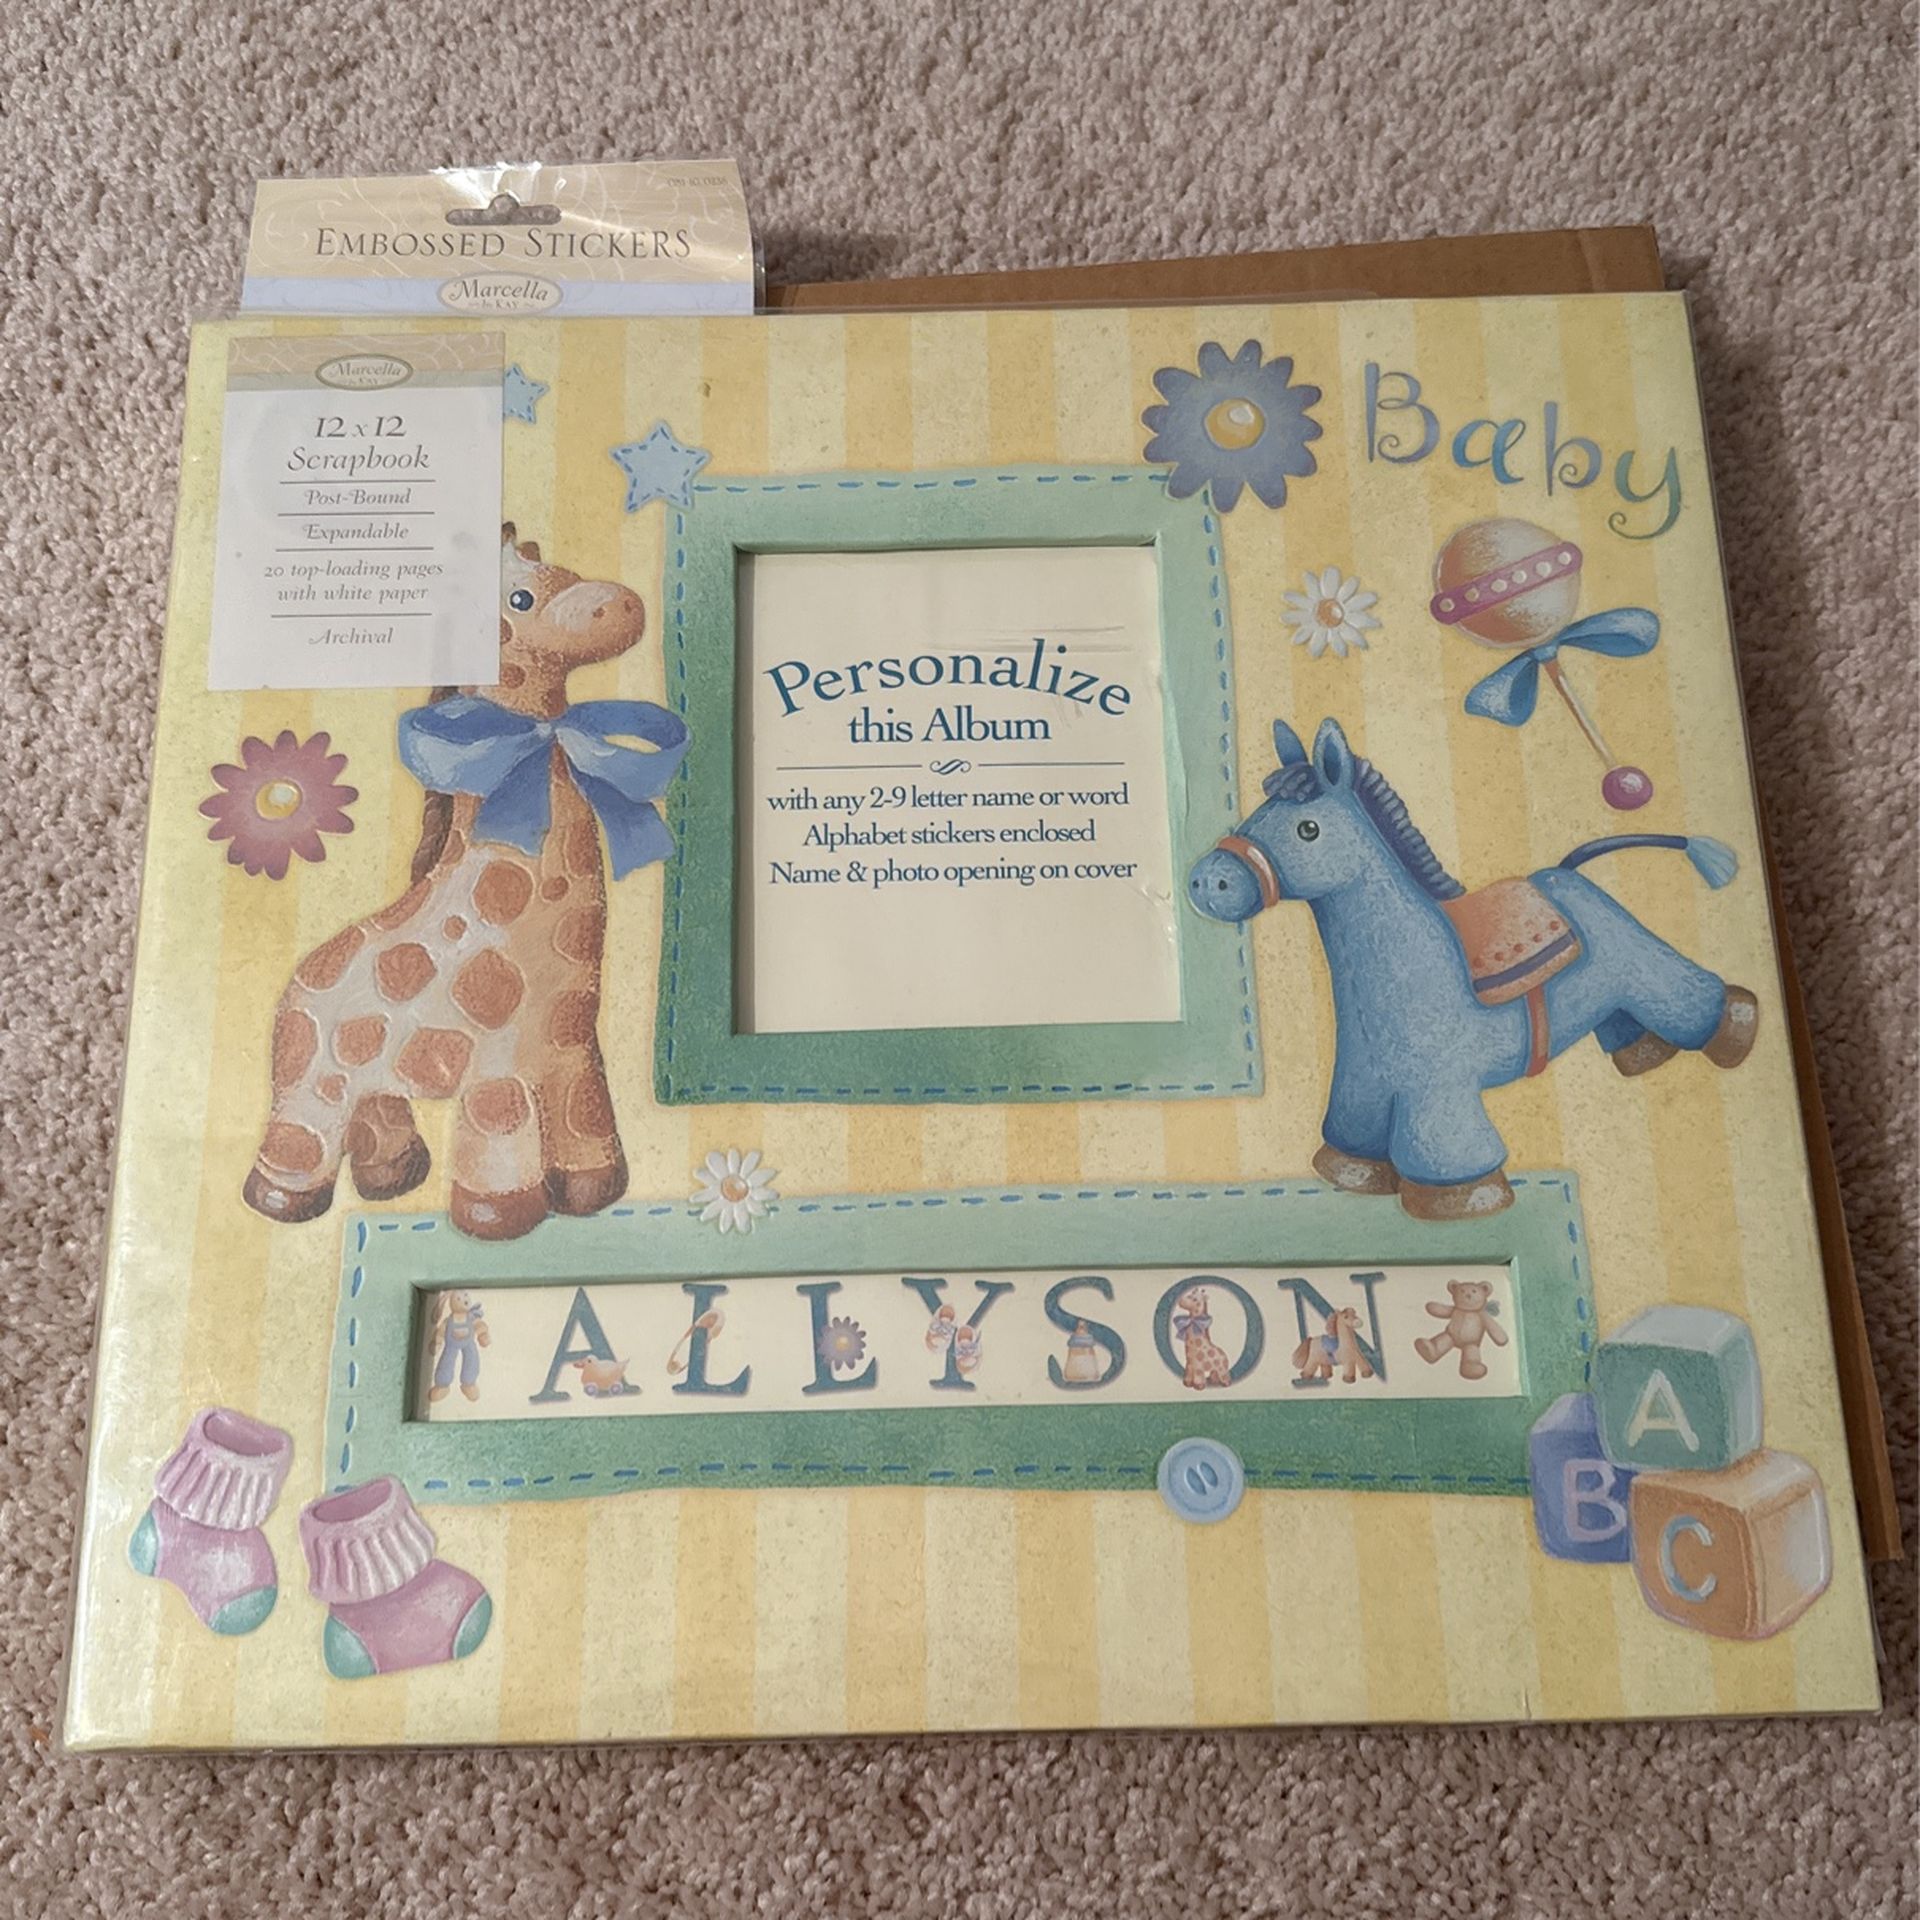 EMBOSSED STICKERS
Marcella
by KAY
Marcella
by KAY
12 x 12
Scrapbook
Post-Bound
Expandable
20 top-loading pages
with white paper
Archival
Baby
Personalize
this Album
with any 2-9 letter name or word
Alphabet stickers enclosed
Name & photo opening on cover
ALLYSON
A
B
C